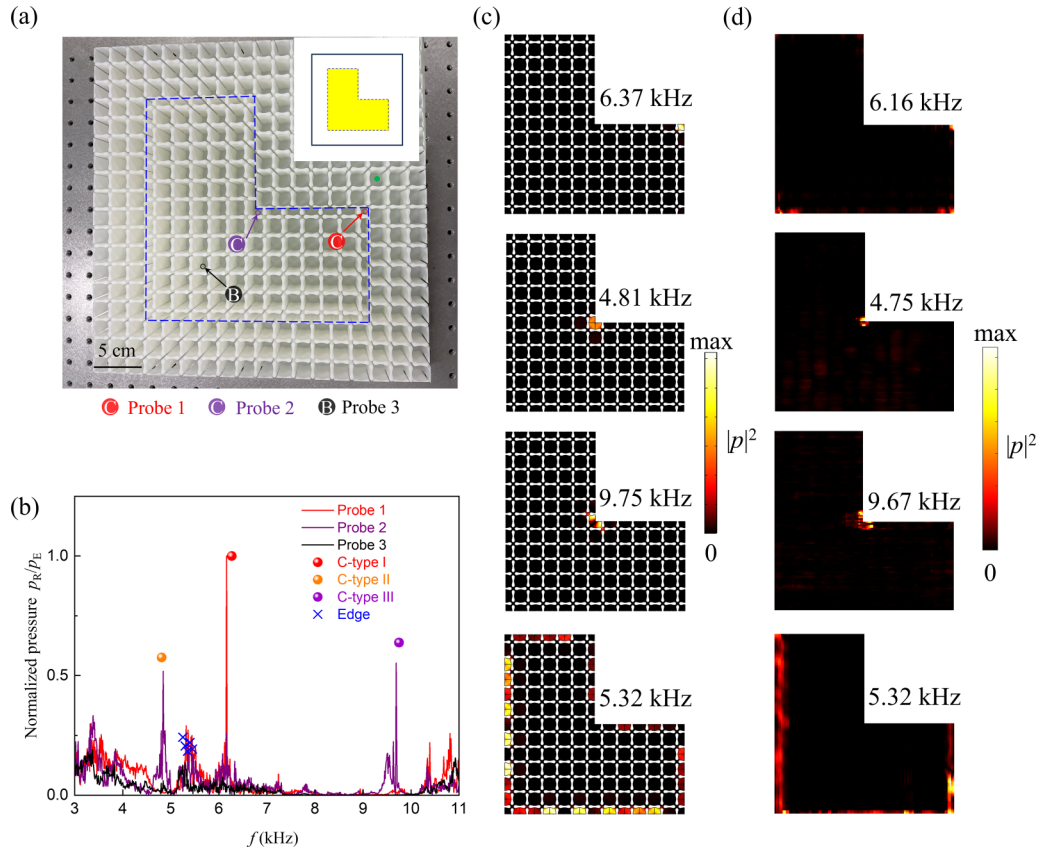 (a)
C
C
B
5 cm
C Probe 1 C Probe 2 B Probe 3
(b)
Normalized pressure pR/pE
1.0
0.5
0.0
Probe 1
Probe 2
Probe 3
C-type I
C-type II
C-type III
Edge
3 4 5 6 7 8 9 10 11
f (kHz)
(c)
6.37 kHz
4.81 kHz
9.75 kHz
5.32 kHz
max
|p|²
0
(d)
6.16 kHz
4.75 kHz
9.67 kHz
5.32 kHz
max
|p|²
0